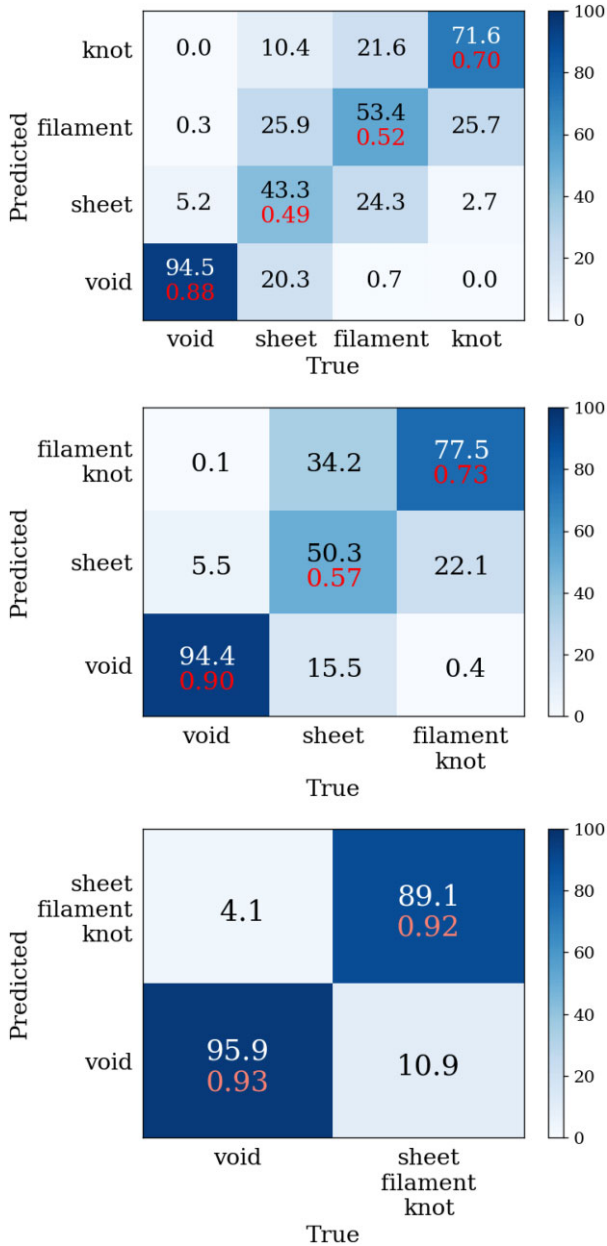 100
knot 0.0 10.4 21.6 71.6
0.70
80
filament 0.3 25.9 53.4 25.7
0.52
60
Predicted
40
sheet 5.2 43.3 24.3 2.7
0.49
20
void 94.5 20.3 0.7 0.0
0.88
0
void sheet filament knot
True
100
filament
knot 0.1 34.2 77.5
0.73
80
60
Predicted
sheet 5.5 50.3 22.1
0.57
40
20
void 94.4 15.5 0.4
0.90
0
void sheet filament
knot
True
100
sheet
filament
knot 4.1 89.1
0.92
80
60
Predicted
40
void 95.9 10.9
0.93
20
0
void sheet
filament
knot
True